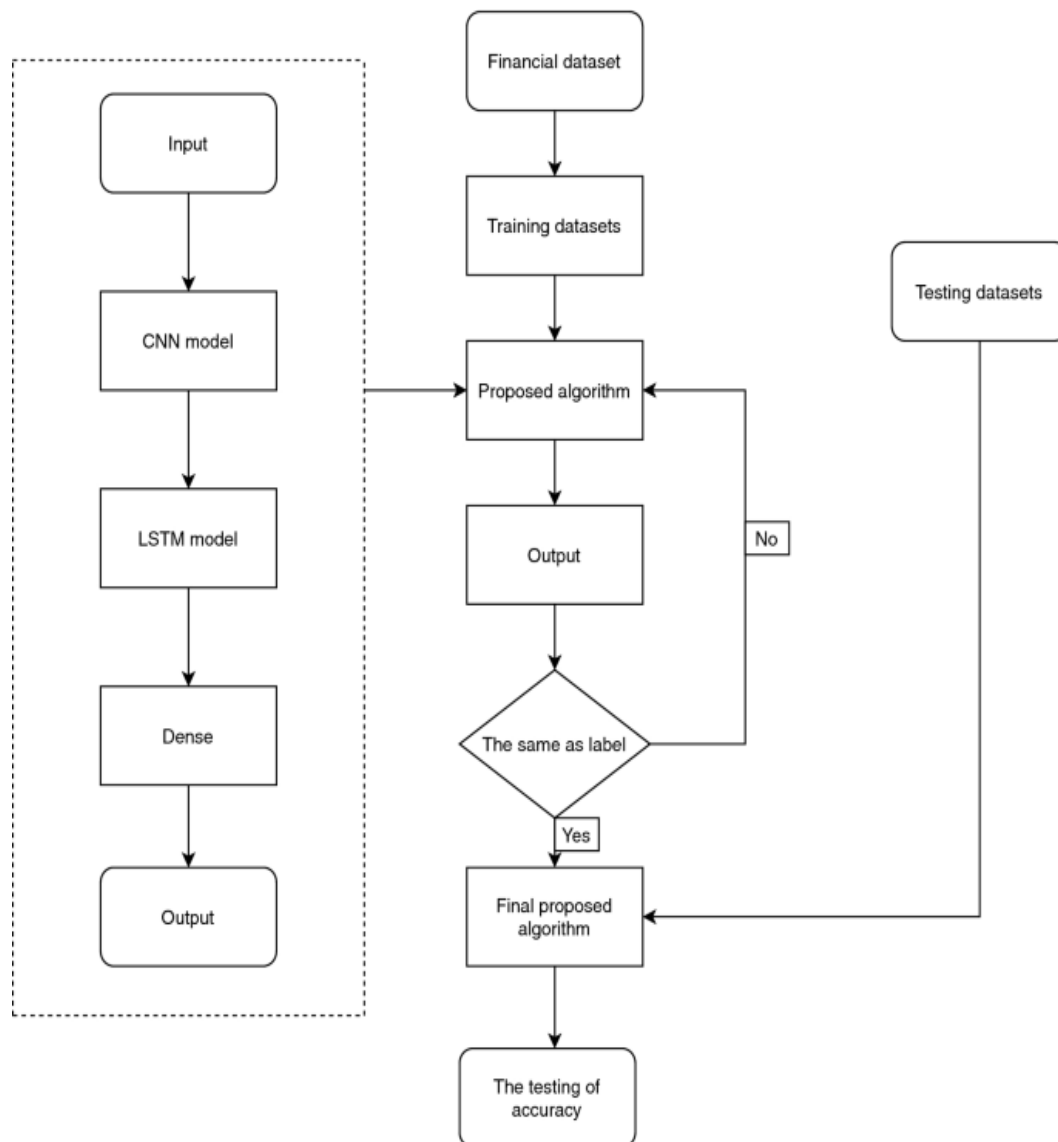 Financial dataset
Input
Training datasets
Testing datasets
CNN model
Proposed algorithm
LSTM model
No
Output
Dense
The same as label
Yes
Output
Final proposed
algorithm
The testing of
accuracy